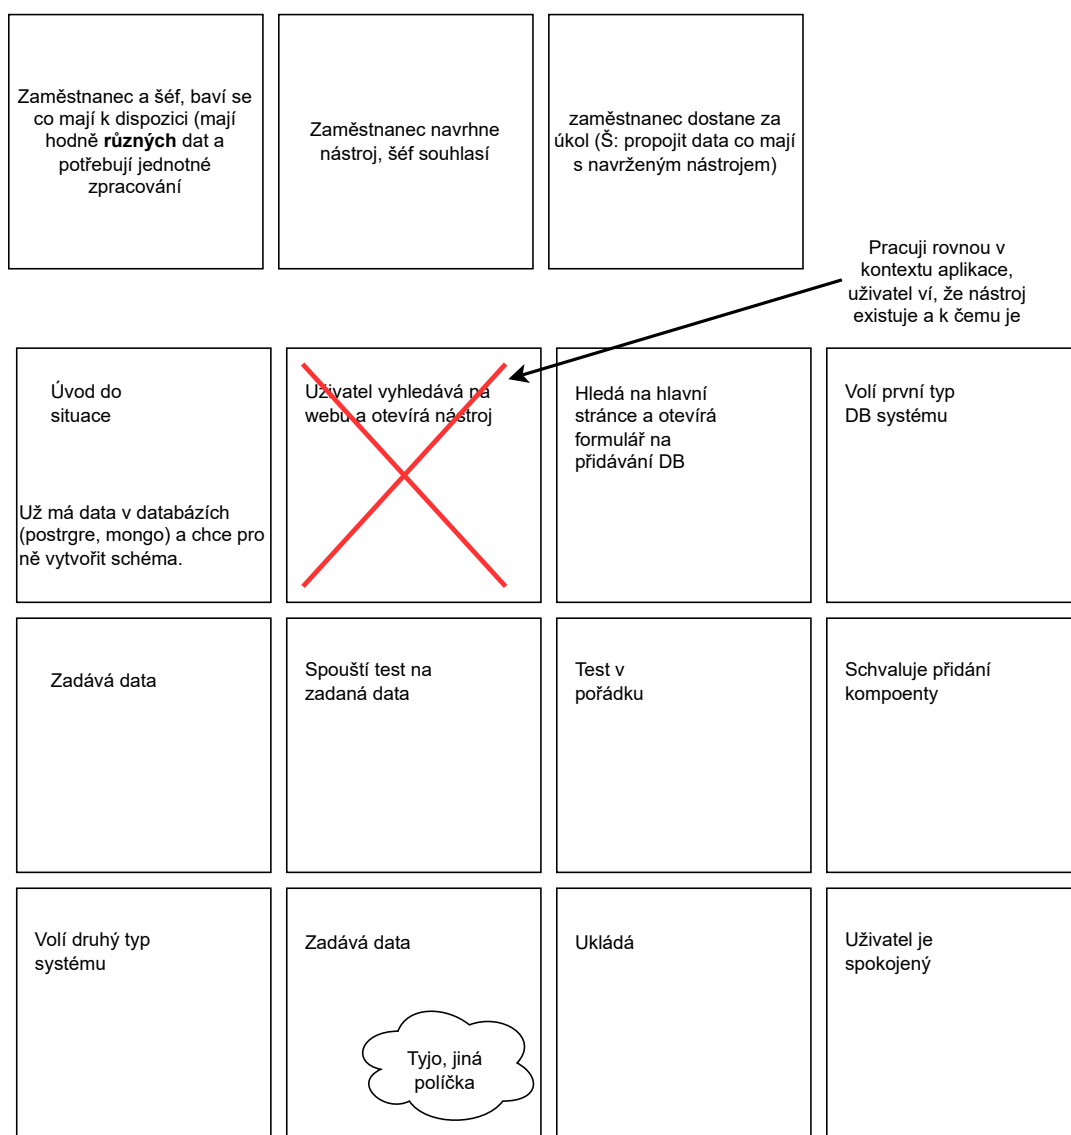 Zaměstnanec a šéf, baví se
co mají k dispozici (mají
hodně různých dat a
potřebují jednotné
zpracování
Zaměstnanec navrhne
nástroj, šéf souhlasí
zaměstnanec dostane za
úkol (Š: propojit data co mají
s navrženým nástrojem)
Pracuji rovnou v
kontextu aplikace,
uživatel ví, že nástroj
existuje a k čemu je
Úvod do
situace
Už má data v databázích
(postrgre, mongo) a chce pro
ně vytvořit schéma.
Uživatel vyhledává na
webu a otevírá nástroj
Hledá na hlavní
stránce a otevírá
formulář na
přidávání DB
Volí první typ
DB systému
Zadává data
Spouští test na
zadaná data
Test v
pořádku
Schvaluje přidání
kompoenty
Volí druhý typ
systému
Zadává data
Tyjo, jiná
políčka
Ukládá
Uživatel je
spokojený